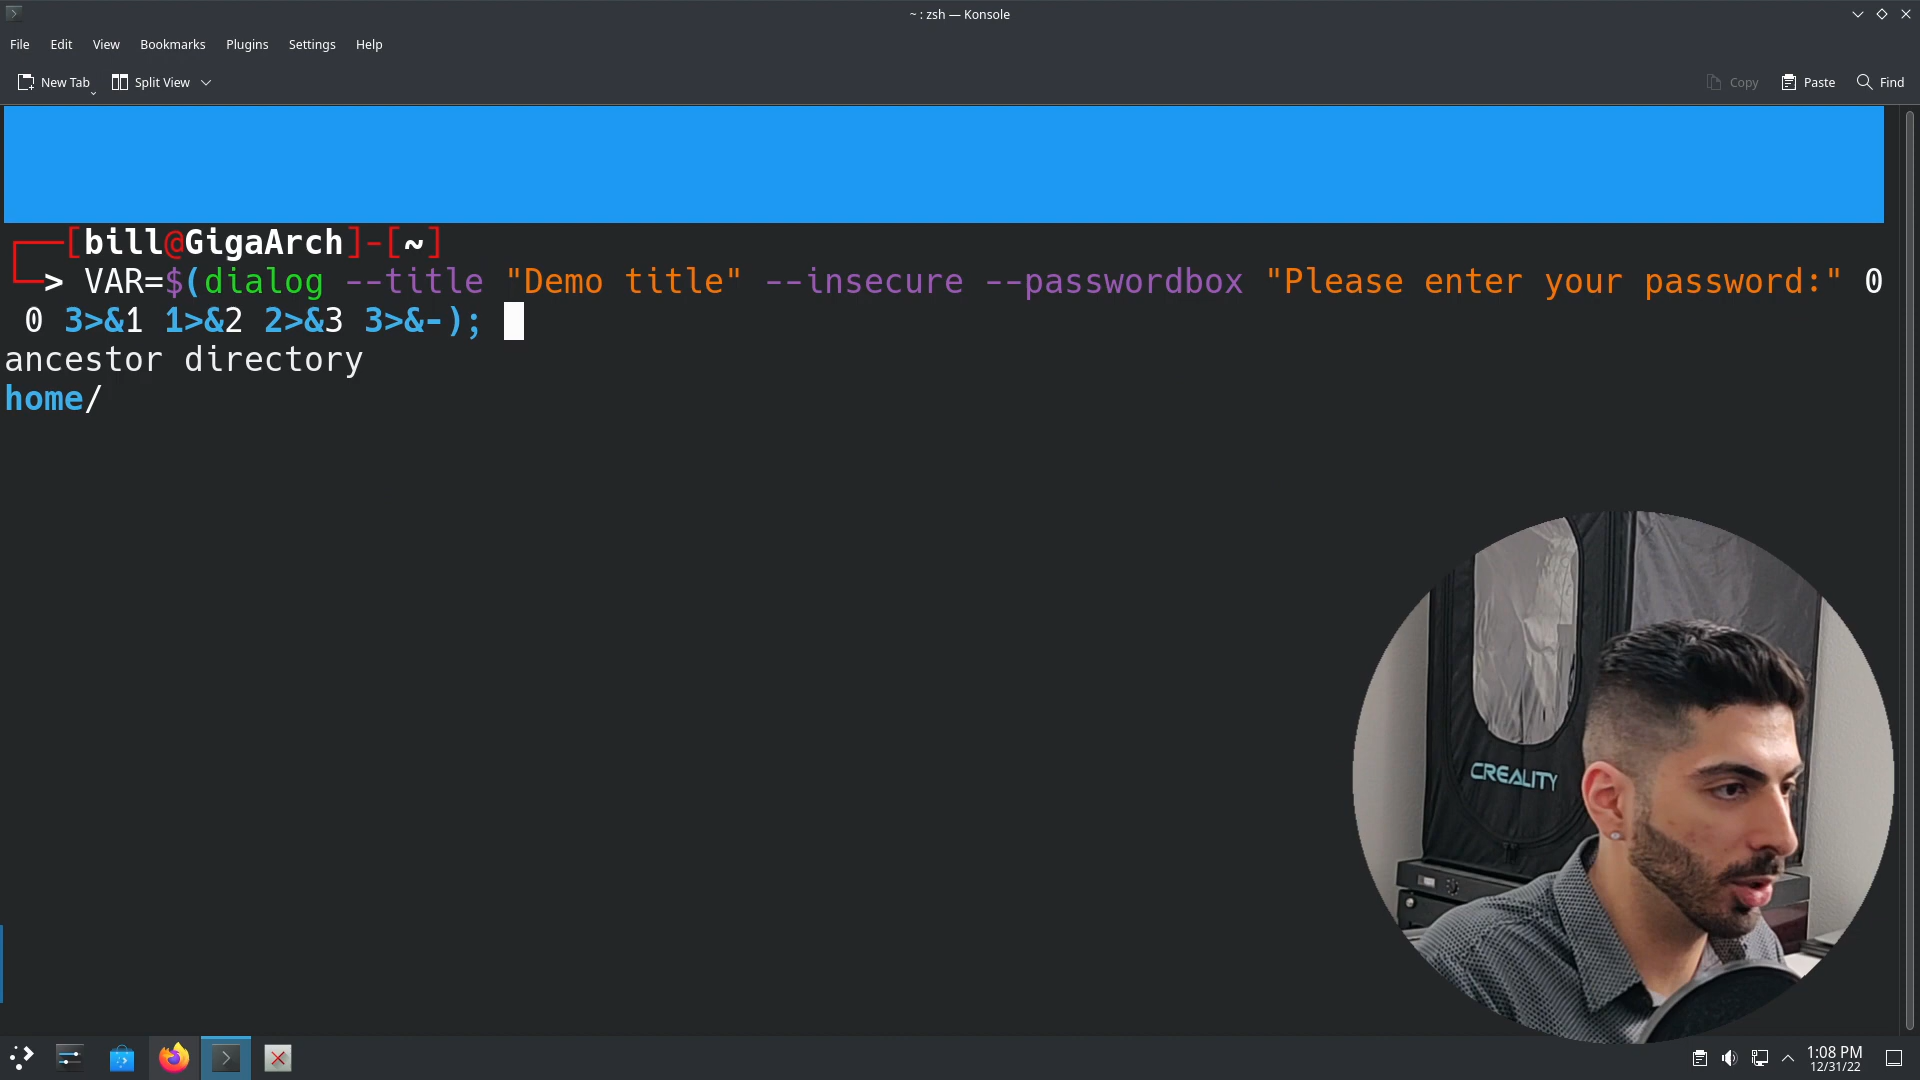 ~ : zsh — Konsole
File Edit View Bookmarks Plugins Settings Help
New Tab Split View Copy Paste Find
[bill@GigaArch]-[~]
> VAR=$(dialog --title "Demo title" --insecure --passwordbox "Please enter your password:" 0
0 3>&1 1>&2 2>&3 3>&-);
ancestor directory
home/
CREALITY
1:08 PM
12/31/22